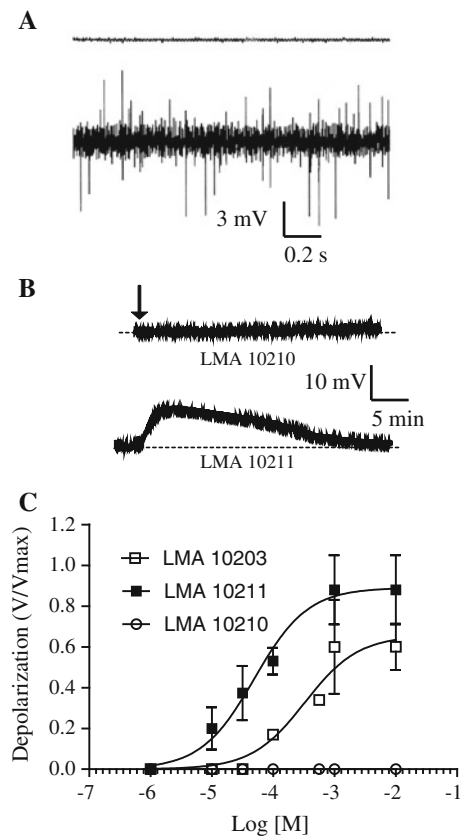 A
3 mV
0.2 s
B
LMA 10210
10 mV
5 min
LMA 10211
C
1.2
1.0
0.8
0.6
0.4
0.2
0.0
Depolarization (V/Vmax)
LMA 10203
LMA 10211
LMA 10210
-7 -6 -5 -4 -3 -2 -1
Log [M]